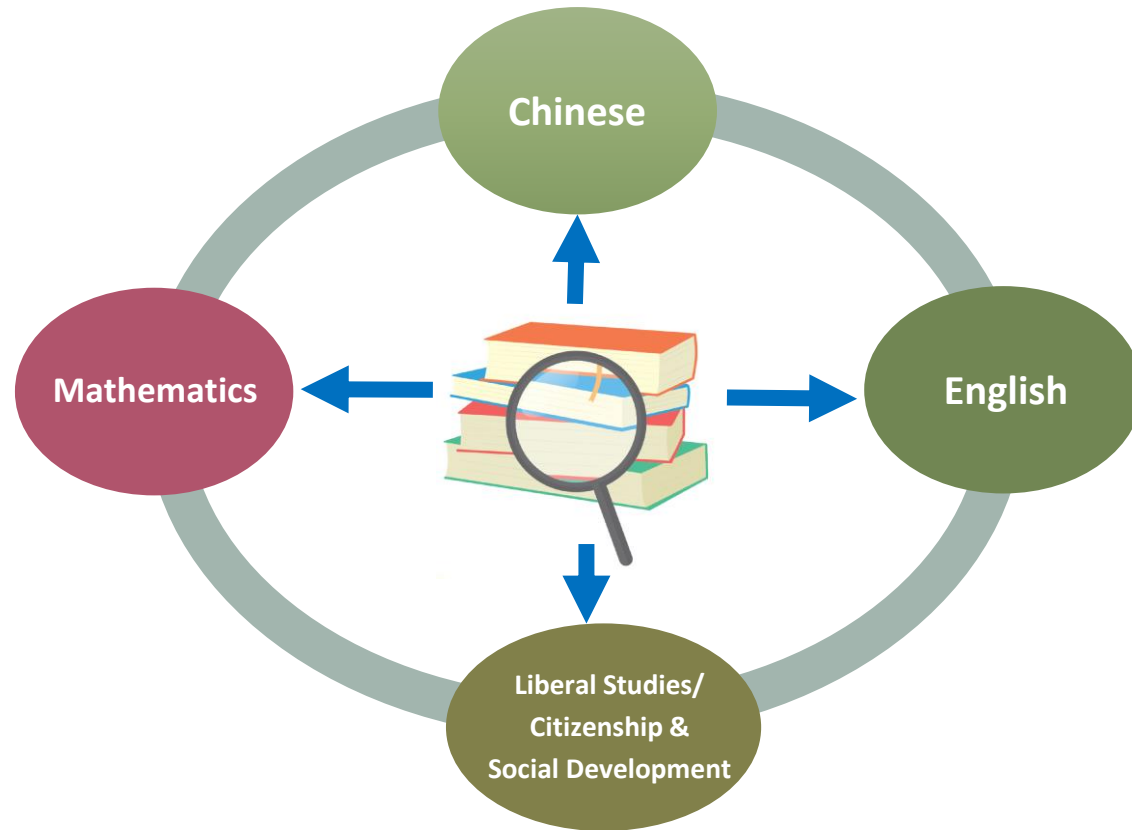 Chinese
Mathematics
English
Liberal Studies/
Citizenship &
Social Development